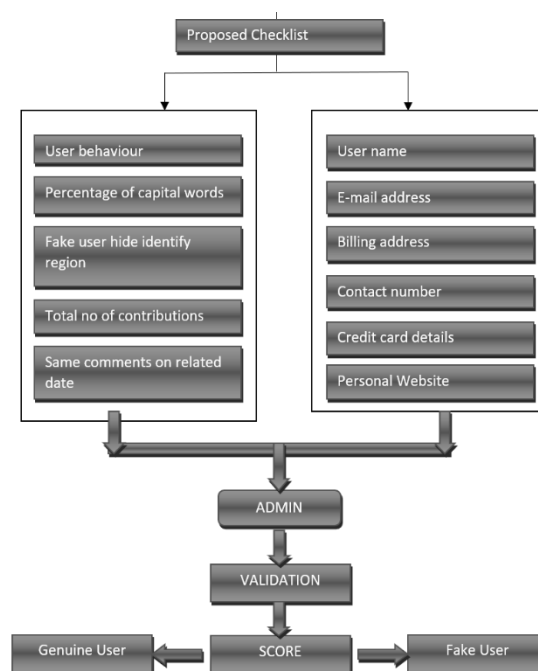 Proposed Checklist
User behaviour
Percentage of capital words
Fake user hide identify
region
Total no of contributions
Same comments on related
date
User name
E-mail address
Billing address
Contact number
Credit card details
Personal Website
ADMIN
VALIDATION
Genuine User
SCORE
Fake User